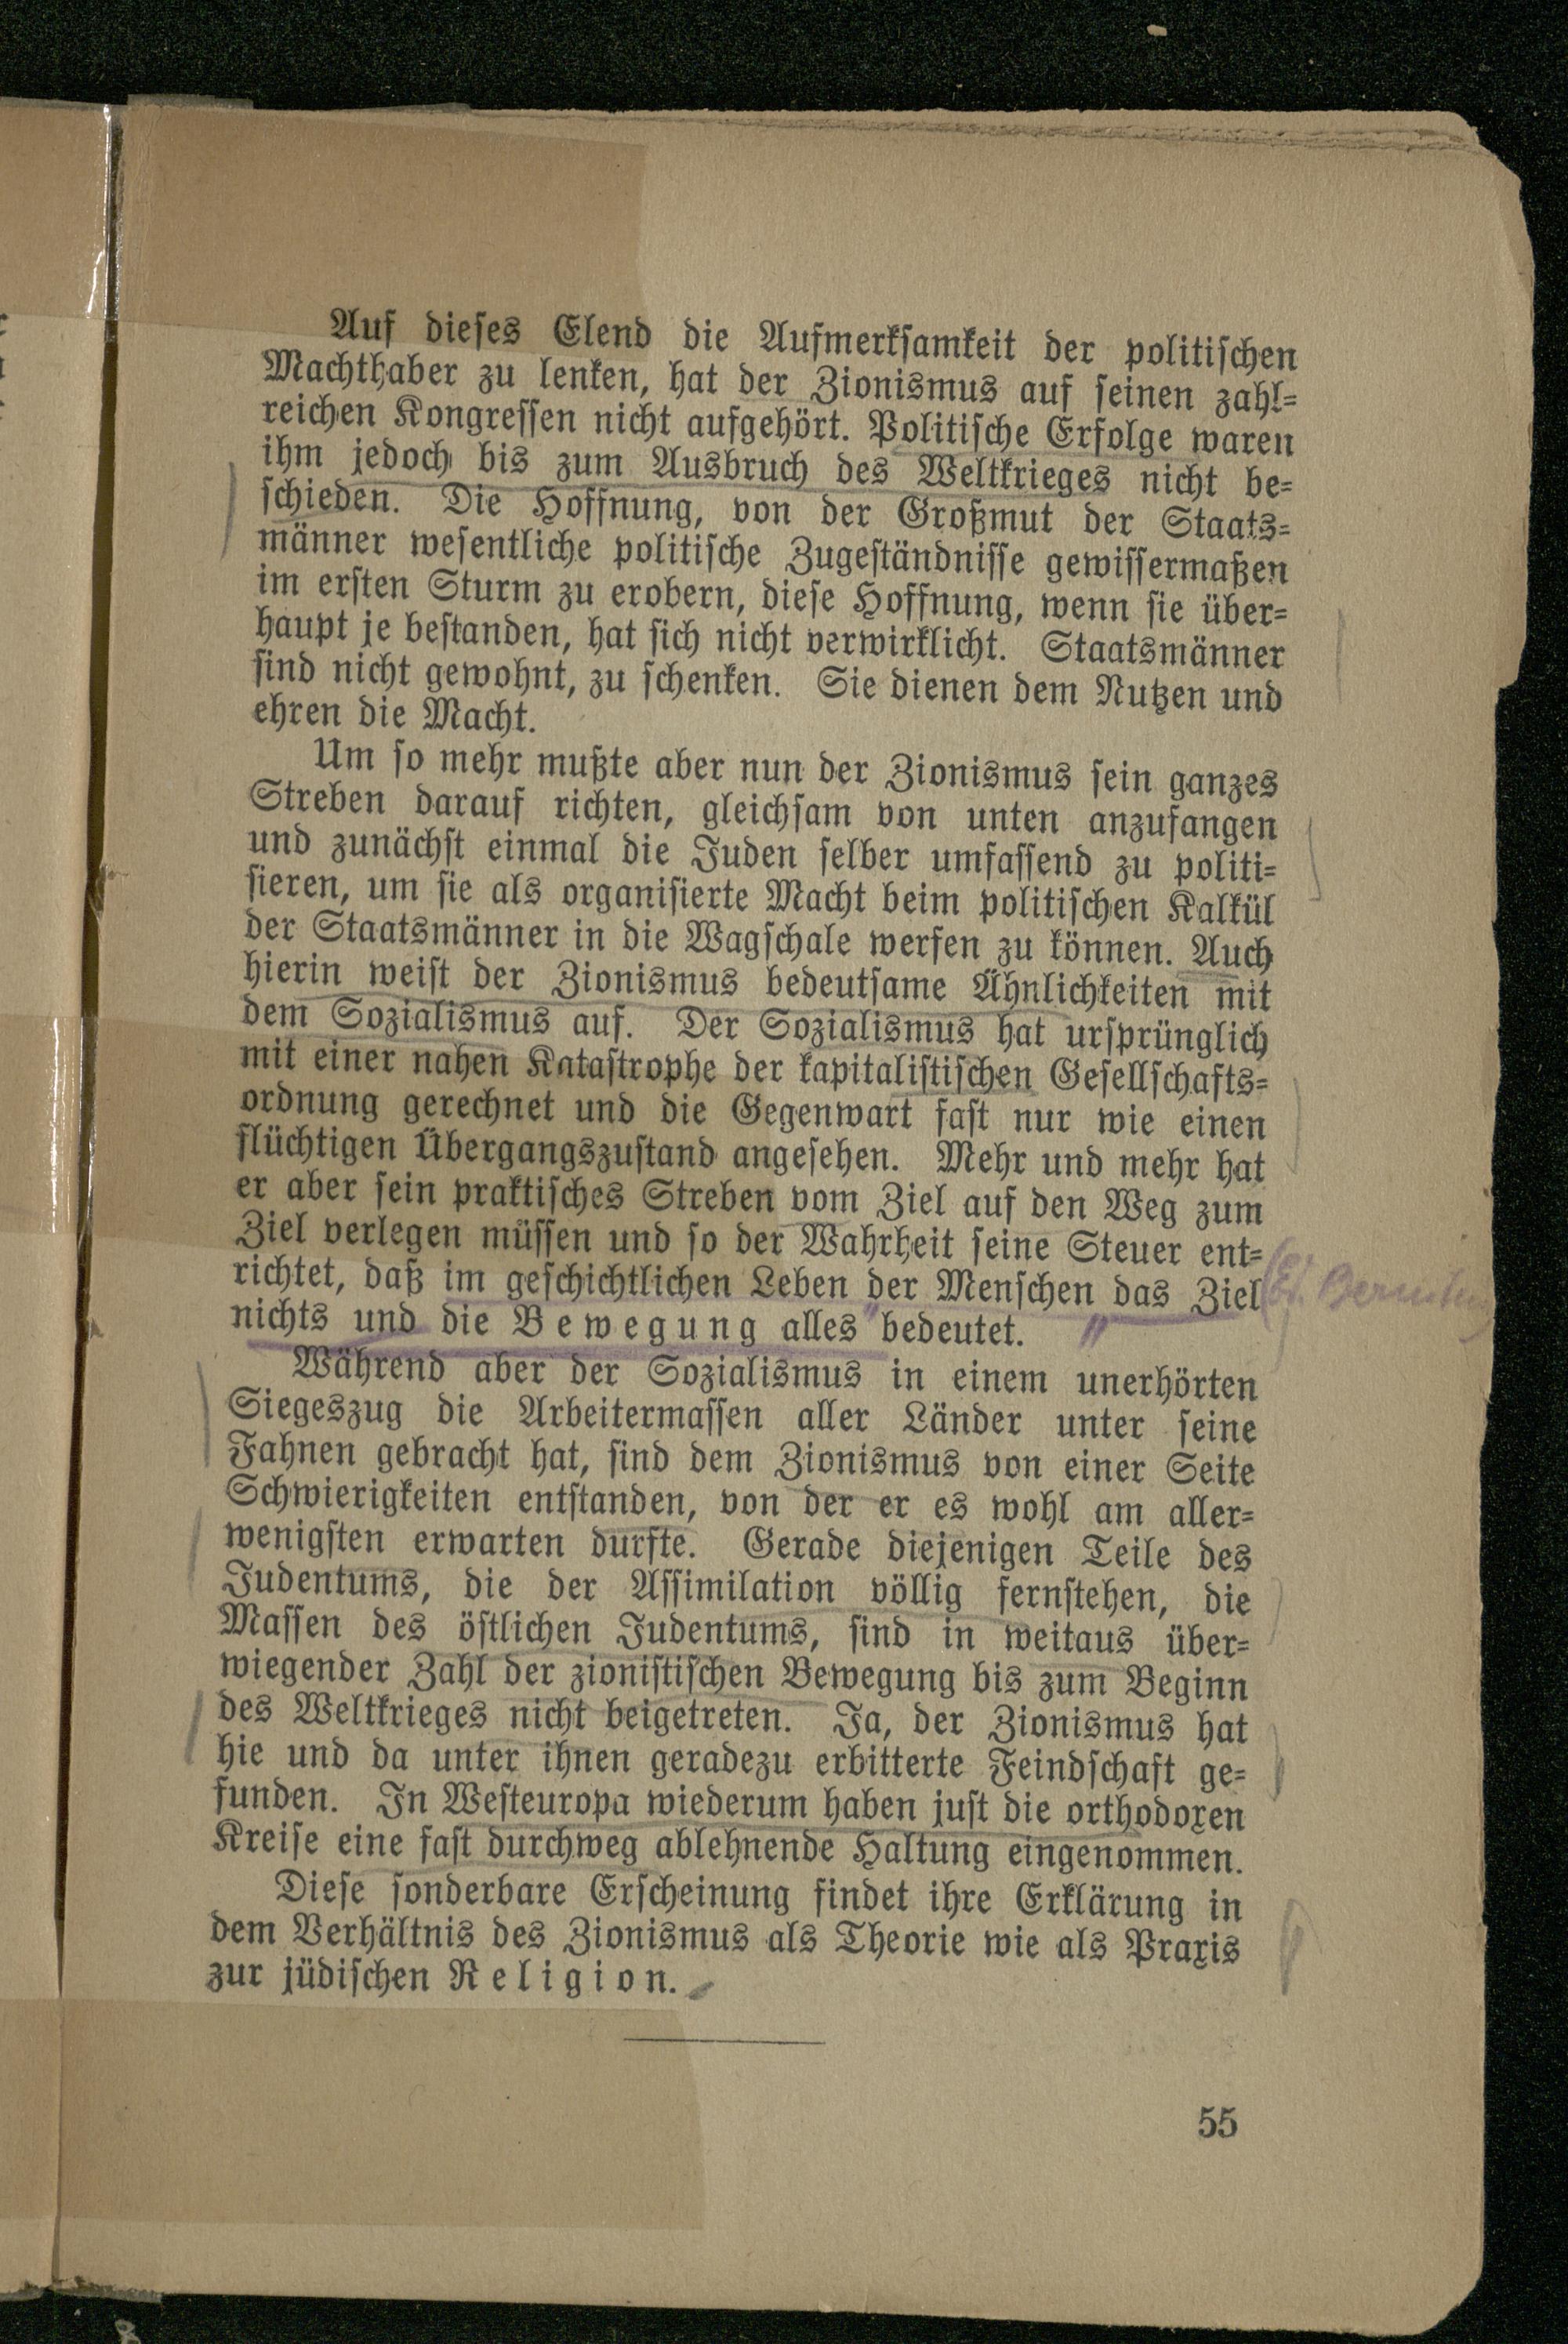 Auf dieses Elend die Aufmerksamkeit der politischen
Machthaber zu lenken, hat der Zionismus auf seinen zahl=
reichen Kongressen nicht aufgehört. Politische Erfolge waren
ihm jedoch bis zum Ausbruch des Weltkrieges nicht be=
schieden. Die Hoffnung, von der Großmut der Staats=
männer wesentliche politische Zugeständnisse gewissermaßen
im ersten Sturm zu erobern, diese Hoffnung, wenn sie über=
haupt je bestanden, hat sich nicht verwirklicht. Staatsmänner
sind nicht gewohnt, zu schenken. Sie dienen dem Nutzen und
ehren die Macht.
Um so mehr mußte aber nun der Zionismus sein ganzes
Streben darauf richten, gleichsam von unten anzufangen
und zunächst einmal die Juden selber umfassend zu politi=
sieren, um sie als organisierte Macht beim politischen Kalkül
der Staatsmänner in die Wagschale werfen zu können. Auch
hierin weist der Zionismus bedeutsame Ähnlichkeiten mit
dem Sozialismus auf. Der Sozialismus hat ursprünglich
mit einer nahen Katastrophe der kapitalistischen Gesellschafts=
ordnung gerechnet und die Gegenwart fast nur wie einen
flüchtigen Übergangszustand angesehen. Mehr und mehr hat
er aber sein praktisches Streben vom Ziel auf den Weg zum
Ziel verlegen müssen und so der Wahrheit seine Steuer ent=
richtet, daß im geschichtlichen Leben der Menschen das Ziel
nichts und die Bewegung alles" bedeutet. "
Während aber der Sozialismus in einem unerhörten
Siegeszug die Arbeitermassen aller Länder unter seine
Fahnen gebracht hat, sind dem Zionismus von einer Seite
Schwierigkeiten entstanden, von der er es wohl am aller=
wenigsten erwarten durfte. Gerade diejenigen Teile des
Judentums, die der Assimilation völlig fernstehen, die
Massen des östlichen Judentums, sind in weitaus über=
wiegender Zahl der zionistischen Bewegung bis zum Beginn
des Weltkrieges nicht beigetreten. Ja, der Zionismus hat
hie und da unter ihnen geradezu erbitterte Feindschaft ge=
funden. In Westeuropa wiederum haben just die orthodoxen
Kreise eine fast durchweg ablehnende Haltung eingenommen.
Diese sonderbare Erscheinung findet ihre Erklärung in
dem Verhältnis des Zionismus als Theorie wie als Praxis
zur jüdischen Religion.
55